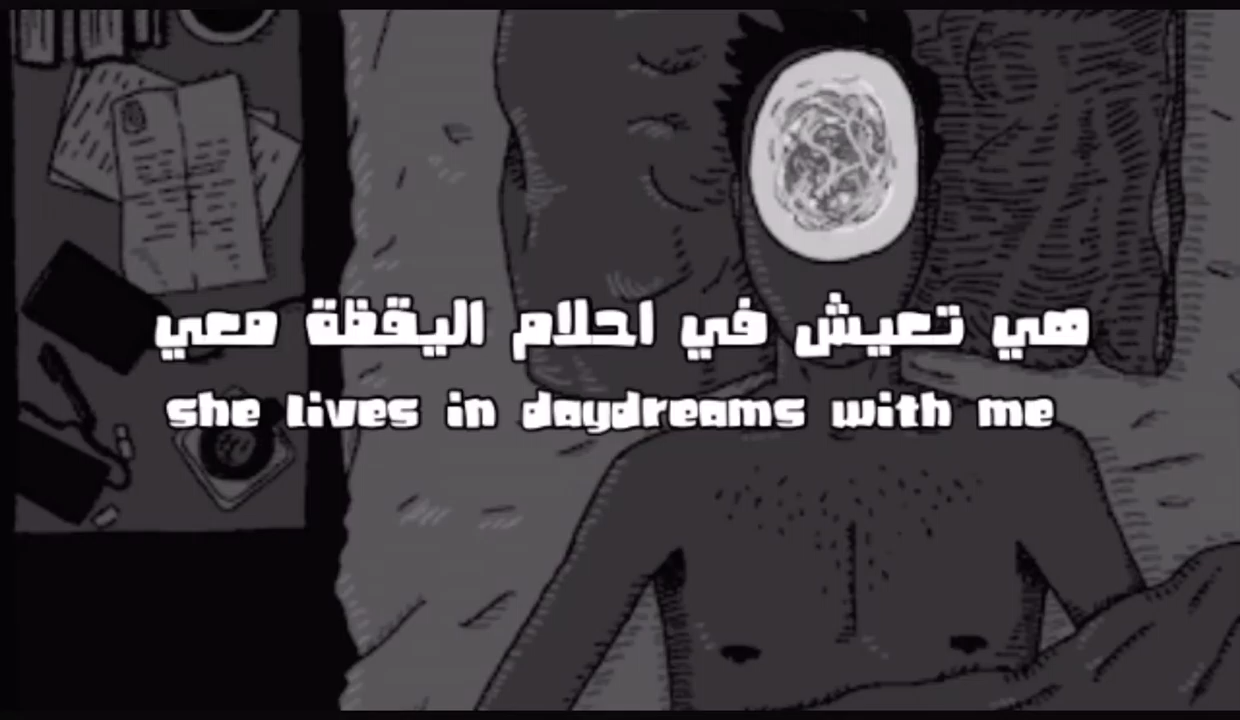 هي تعيش في احلام اليقظة معي
she lives in daydreams with me